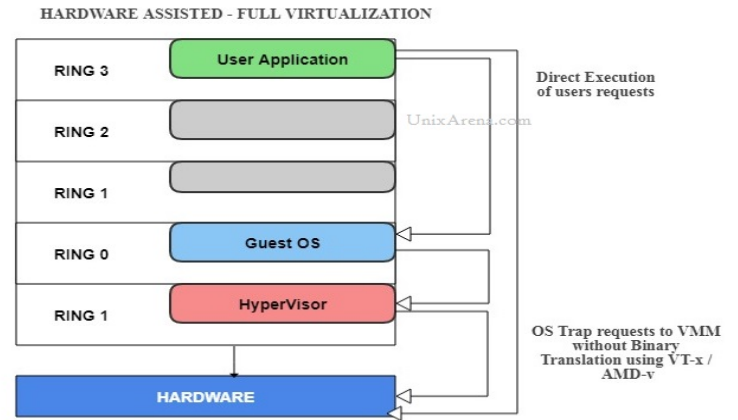 HARDWARE ASSISTED - FULL VIRTUALIZATION
RING 3
User Application
Direct Execution
of users requests
UnixArena.com
RING 2
RING 1
RING 0
Guest OS
RING 1
HyperVisor
OS Trap requests to VMM
without Binary
Translation using VT-x /
AMD-v
HARDWARE